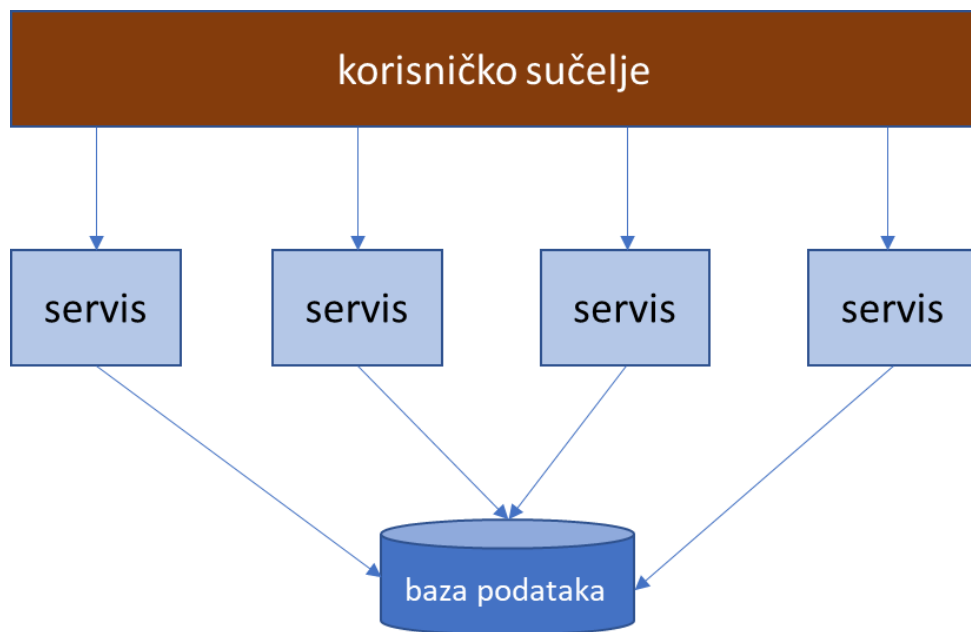 korisničko sučelje
servis
servis
servis
servis
baza podataka